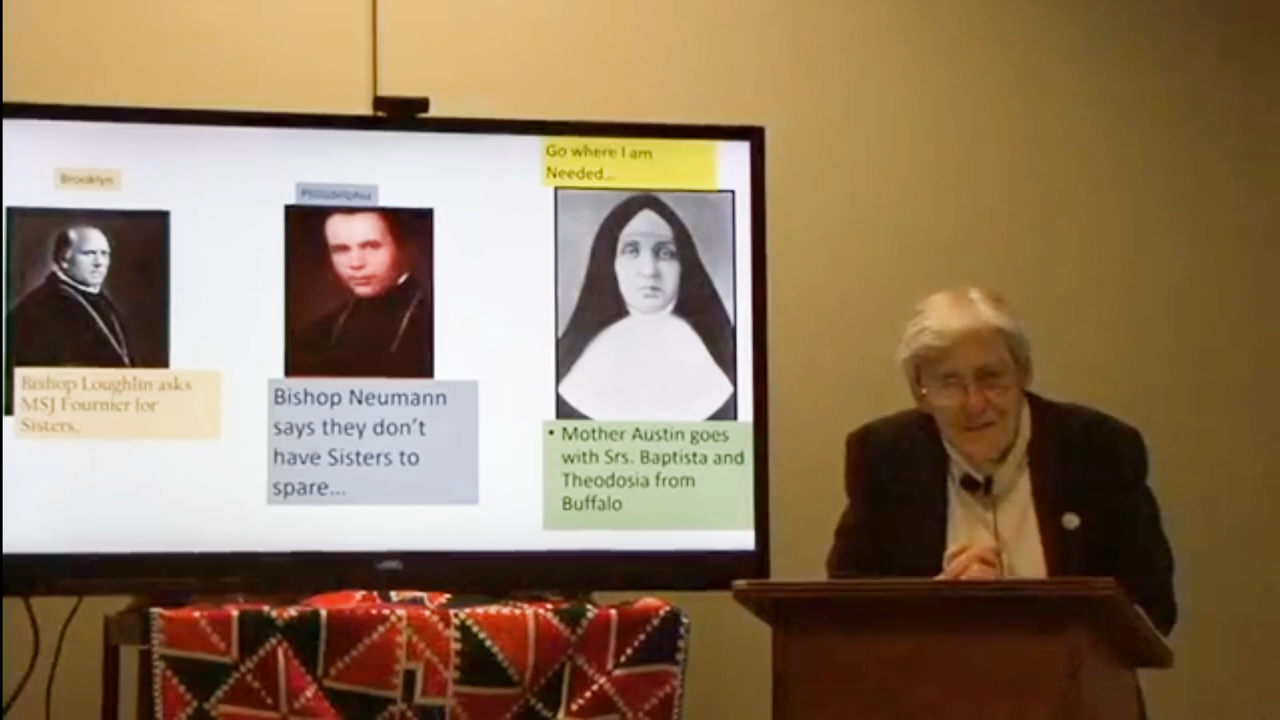 Brooklyn
Bishop Loughlin asks
MSJ Fournier for
Sisters.
Philadelphia
Bishop Neumann
says they don't
have Sisters to
spare...
Go where I am
Needed...
• Mother Austin goes
with Srs. Baptista and
Theodosia from
Buffalo